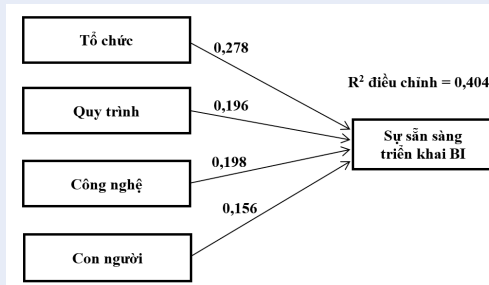 Tổ chức
0,278
R² điều chỉnh = 0,404
Quy trình
0,196
Sự sẵn sàng
triển khai BI
Công nghệ
0,198
0,156
Con người